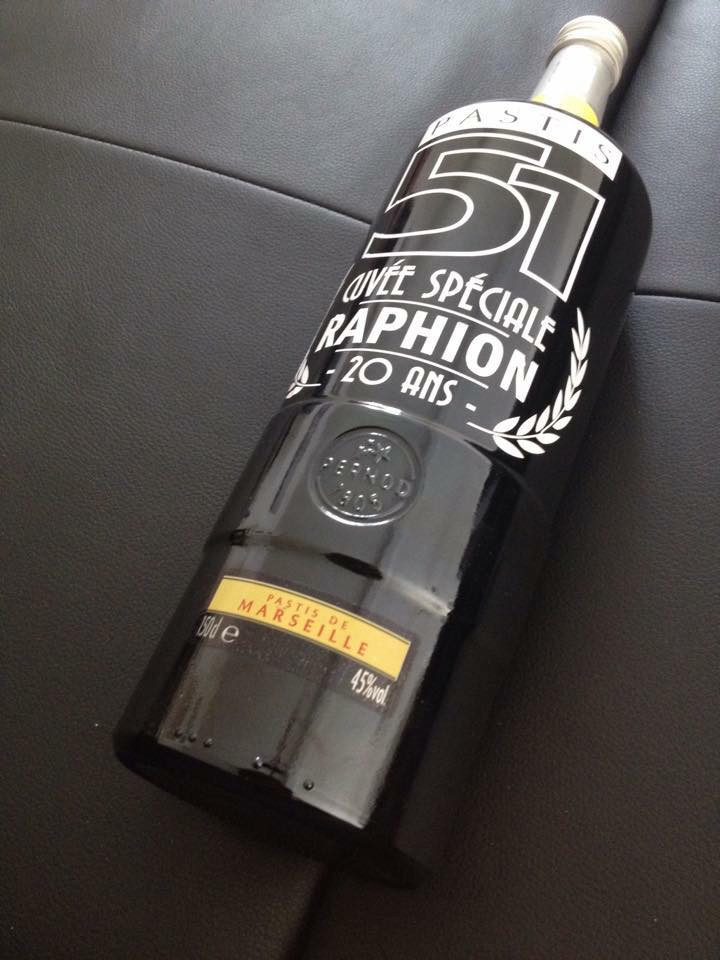 PASTIS
51
CUVÉE SPÉCIALE
RAPHION
- 20 ANS -
PERNOD
PASTIS DE
MARSEILLE
150cl e
45%vol.